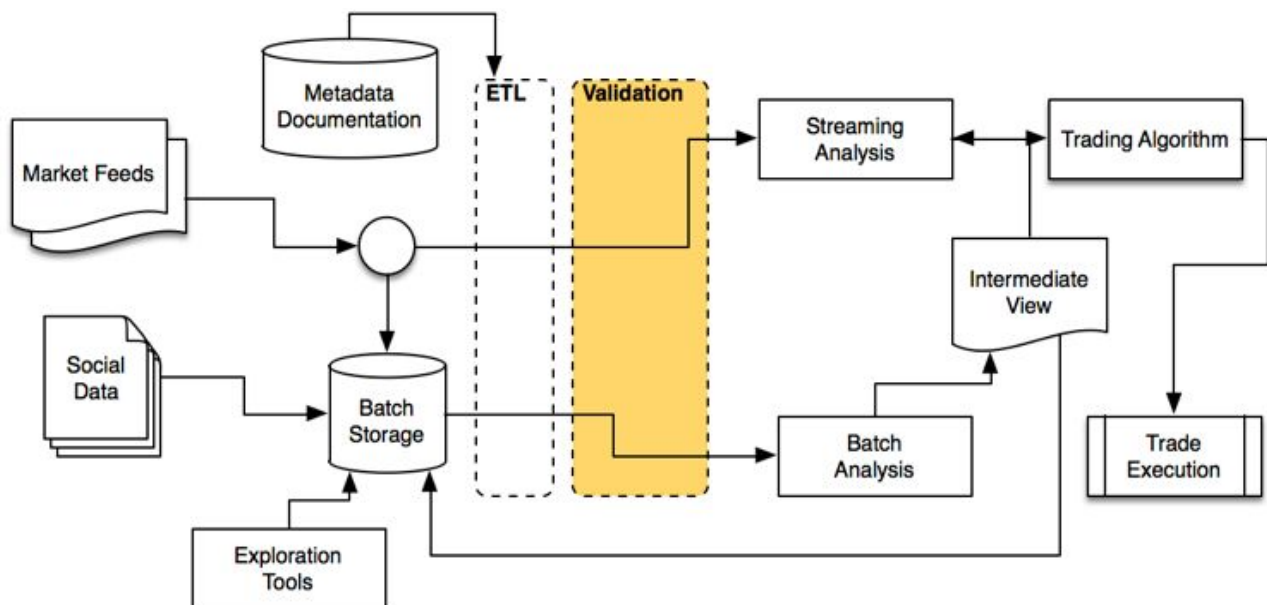 Metadata
Documentation
ETL
Validation
Market Feeds
Streaming
Analysis
Trading Algorithm
Intermediate
View
Social
Data
Batch
Storage
Batch
Analysis
Trade
Execution
Exploration
Tools